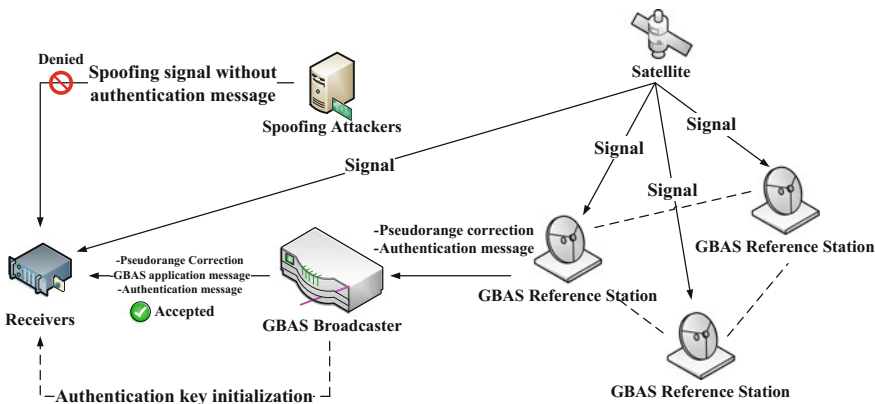 Denied
Spoofing signal without
authentication message
Spoofing Attackers
Satellite
Signal
Signal
Signal
Signal
-Pseudorange correction
-Authentication message
GBAS Reference Station
GBAS Reference Station
-Pseudorange Correction
-GBAS application message
-Authentication message
Accepted
Receivers
GBAS Broadcaster
GBAS Reference Station
Authentication key initialization